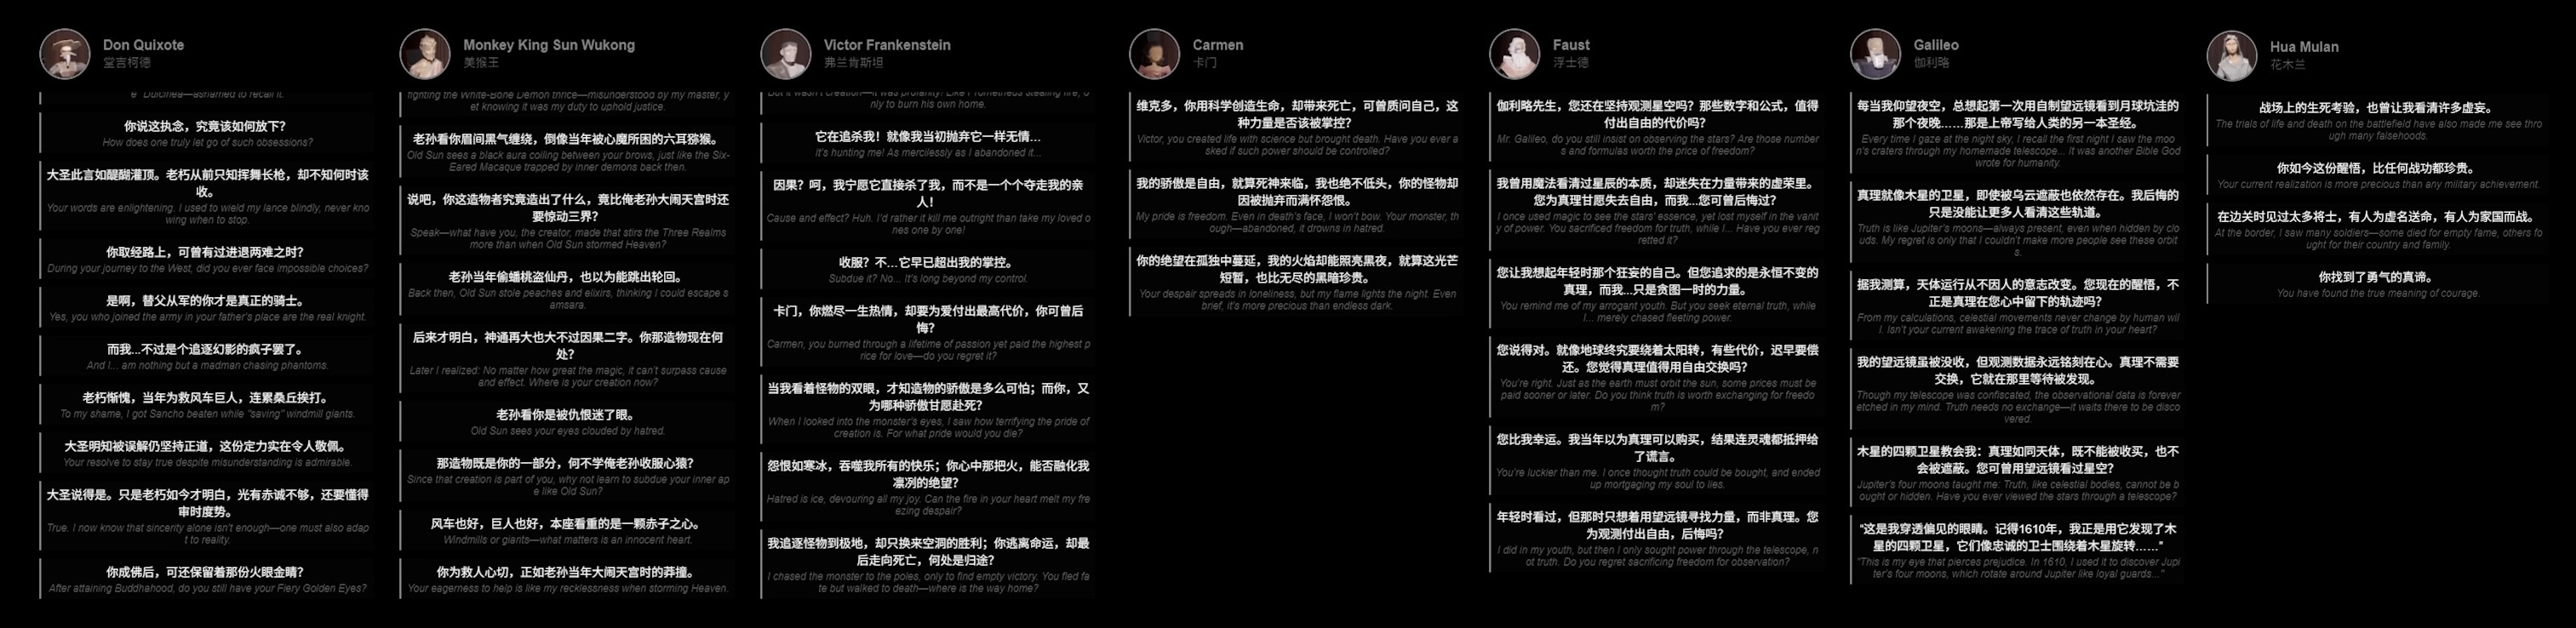 Don Quixote
堂吉柯德
e "Dulcinea—ashamed to recall it.
你说这执念，究竟该如何放下？
How does one truly let go of such obsessions?
大圣此言如醍醐灌顶。老朽从前只知挥舞长枪，却不知何时该
收。
Your words are enlightening. I used to wield my lance blindly, never kno
wing when to stop.
你取经路上，可曾有过进退两难之时？
During your journey to the West, did you ever face impossible choices?
是啊，替父从军的你才是真正的骑士。
Yes, you who joined the army in your father's place are the real knight.
而我...不过是个追逐幻影的疯子罢了。
And I... am nothing but a madman chasing phantoms.
老朽惭愧，当年为救风车巨人，连累桑丘挨打。
To my shame, I got Sancho beaten while "saving" windmill giants.
大圣明知被误解仍坚持正道，这份定力实在令人敬佩。
Your resolve to stay true despite misunderstanding is admirable.
大圣说得是。只是老朽如今才明白，光有赤诚不够，还要懂得
审时度势。
True. I now know that sincerity alone isn't enough—one must also adap
t to reality.
你成佛后，可还保留着那份火眼金睛？
After attaining Buddhahood, do you still have your Fiery Golden Eyes?
Monkey King Sun Wukong
美猴王
fighting the White-Bone Demon thrice—misunderstood by my master, y
et knowing it was my duty to uphold justice.
老孙看你眉间黑气缠绕，倒像当年被心魔所困的六耳猕猴。
Old Sun sees a black aura coiling between your brows, just like the Six-
Eared Macaque trapped by inner demons back then.
说吧，你这造物者究竟造出了什么，竟比俺老孙大闹天宫时还
要惊动三界？
Speak—what have you, the creator, made that stirs the Three Realms
more than when Old Sun stormed Heaven?
老孙当年偷蟠桃盗仙丹，也以为能跳出轮回。
Back then, Old Sun stole peaches and elixirs, thinking I could escape s
amsara.
后来才明白，神通再大也大不过因果二字。你那造物现在何
处？
Later I realized: No matter how great the magic, it can't surpass cause
and effect. Where is your creation now?
老孙看你是被仇恨迷了眼。
Old Sun sees your eyes clouded by hatred.
那造物既是你的一部分，何不学俺老孙收服心猿？
Since that creation is part of you, why not learn to subdue your inner ap
e like Old Sun?
风车也好，巨人也好，本座看重的是一颗赤子之心。
Windmills or giants—what matters is an innocent heart.
你为救人心切，正如老孙当年大闹天宫时的莽撞。
Your eagerness to help is like my recklessness when storming Heaven.
Victor Frankenstein
弗兰肯斯坦
But it wasn't creation—it was profanity! Like Prometheus stealing fire, o
nly to burn his own home.
它在追杀我！就像我当初抛弃它一样无情...
It's hunting me! As mercilessly as I abandoned it...
因果？呵，我宁愿它直接杀了我，而不是一个个夺走我的亲
人！
Cause and effect? Huh. I'd rather it kill me outright than take my loved o
nes one by one!
收服？不...它早已超出我的掌控。
Subdue it? No... It's long beyond my control.
卡门，你燃尽一生热情，却要为爱付出最高代价，你可曾后
悔？
Carmen, you burned through a lifetime of passion yet paid the highest p
rice for love—do you regret it?
当我看着怪物的双眼，才知造物的骄傲是多么可怕；而你，又
为哪种骄傲甘愿赴死？
When I looked into the monster's eyes, I saw how terrifying the pride of
creation is. For what pride would you die?
怨恨如寒冰，吞噬我所有的快乐；你心中那把火，能否融化我
凛冽的绝望？
Hatred is ice, devouring all my joy. Can the fire in your heart melt my fre
ezing despair?
我追逐怪物到极地，却只换来空洞的胜利；你逃离命运，却最
后走向死亡，何处是归途？
I chased the monster to the poles, only to find empty victory. You fled fa
te but walked to death—where is the way home?
Carmen
卡门
维克多，你用科学创造生命，却带来死亡，可曾质问自己，这
种力量是否该被掌控？
Victor, you created life with science but brought death. Have you ever a
sked if such power should be controlled?
我的骄傲是自由，就算死神来临，我也绝不低头，你的怪物却
因被抛弃而满怀怨恨。
My pride is freedom. Even in death's face, I won't bow. Your monster, th
ough—abandoned, it drowns in hatred.
你的绝望在孤独中蔓延，我的火焰却能照亮黑夜，就算这光芒
短暂，也比无尽的黑暗珍贵。
Your despair spreads in loneliness, but my flame lights the night. Even
brief, it's more precious than endless dark.
Faust
浮士德
伽利略先生，您还在坚持观测星空吗？那些数字和公式，值得
付出自由的代价吗？
Mr. Galileo, do you still insist on observing the stars? Are those number
s and formulas worth the price of freedom?
我曾用魔法看清过星辰的本质，却迷失在力量带来的虚荣里。
您为真理甘愿失去自由，而我...您可曾后悔过？
I once used magic to see the stars' essence, yet lost myself in the vanit
y of power. You sacrificed freedom for truth, while I... Have you ever reg
retted it?
您让我想起年轻时那个狂妄的自己。但您追求的是永恒不变的
真理，而我...只是贪图一时的力量。
You remind me of my arrogant youth. But you seek eternal truth, while
I... merely chased fleeting power.
您说得对。就像地球终究要绕着太阳转，有些代价，迟早要偿
还。您觉得真理值得用自由交换吗？
You're right. Just as the earth must orbit the sun, some prices must be
paid sooner or later. Do you think truth is worth exchanging for freedo
m?
您比我幸运。我当年以为真理可以购买，结果连灵魂都抵押给
了谎言。
You're luckier than me. I once thought truth could be bought, and ended
up mortgaging my soul to lies.
年轻时看过，但那时只想着用望远镜寻找力量，而非真理。您
为观测付出自由，后悔吗？
I did in my youth, but then I only sought power through the telescope, n
ot truth. Do you regret sacrificing freedom for observation?
Galileo
伽利略
每当我仰望夜空，总想起第一次用自制望远镜看到月球坑洼的
那个夜晚……那是上帝写给人类的另一本圣经。
Every time I gaze at the night sky, I recall the first night I saw the moo
n's craters through my homemade telescope... It was another Bible God
wrote for humanity.
真理就像木星的卫星，即使被乌云遮蔽也依然存在。我后悔的
只是没能让更多人看清这些轨道。
Truth is like Jupiter's moons—always present, even when hidden by clo
uds. My regret is only that I couldn't make more people see these orbit
s.
据我测算，天体运行从不因人的意志改变。您现在的醒悟，不
正是真理在您心中留下的轨迹吗？
From my calculations, celestial movements never change by human wil
l. Isn't your current awakening the trace of truth in your heart?
我的望远镜虽被没收，但观测数据永远铭刻在心。真理不需要
交换，它就在那里等待被发现。
Though my telescope was confiscated, the observational data is forever
etched in my mind. Truth needs no exchange—it waits there to be disco
vered.
木星的四颗卫星教会我：真理如同天体，既不能被收买，也不
会被遮蔽。您可曾用望远镜看过星空？
Jupiter's four moons taught me: Truth, like celestial bodies, cannot be b
ought or hidden. Have you ever viewed the stars through a telescope?
"这是我穿透偏见的眼睛。记得1610年，我正是用它发现了木
星的四颗卫星，它们像忠诚的卫士围绕着木星旋转……"
"This is my eye that pierces prejudice. In 1610, I used it to discover Jupi
ter's four moons, which rotate around Jupiter like loyal guards..."
Hua Mulan
花木兰
战场上的生死考验，也曾让我看清许多虚妄。
The trials of life and death on the battlefield have also made me see thro
ugh many falsehoods.
你如今这份醒悟，比任何战功都珍贵。
Your current realization is more precious than any military achievement.
在边关时见过太多将士，有人为虚名送命，有人为家国而战。
At the border, I saw many soldiers—some died for empty fame, others fo
ught for their country and family.
你找到了勇气的真谛。
You have found the true meaning of courage.